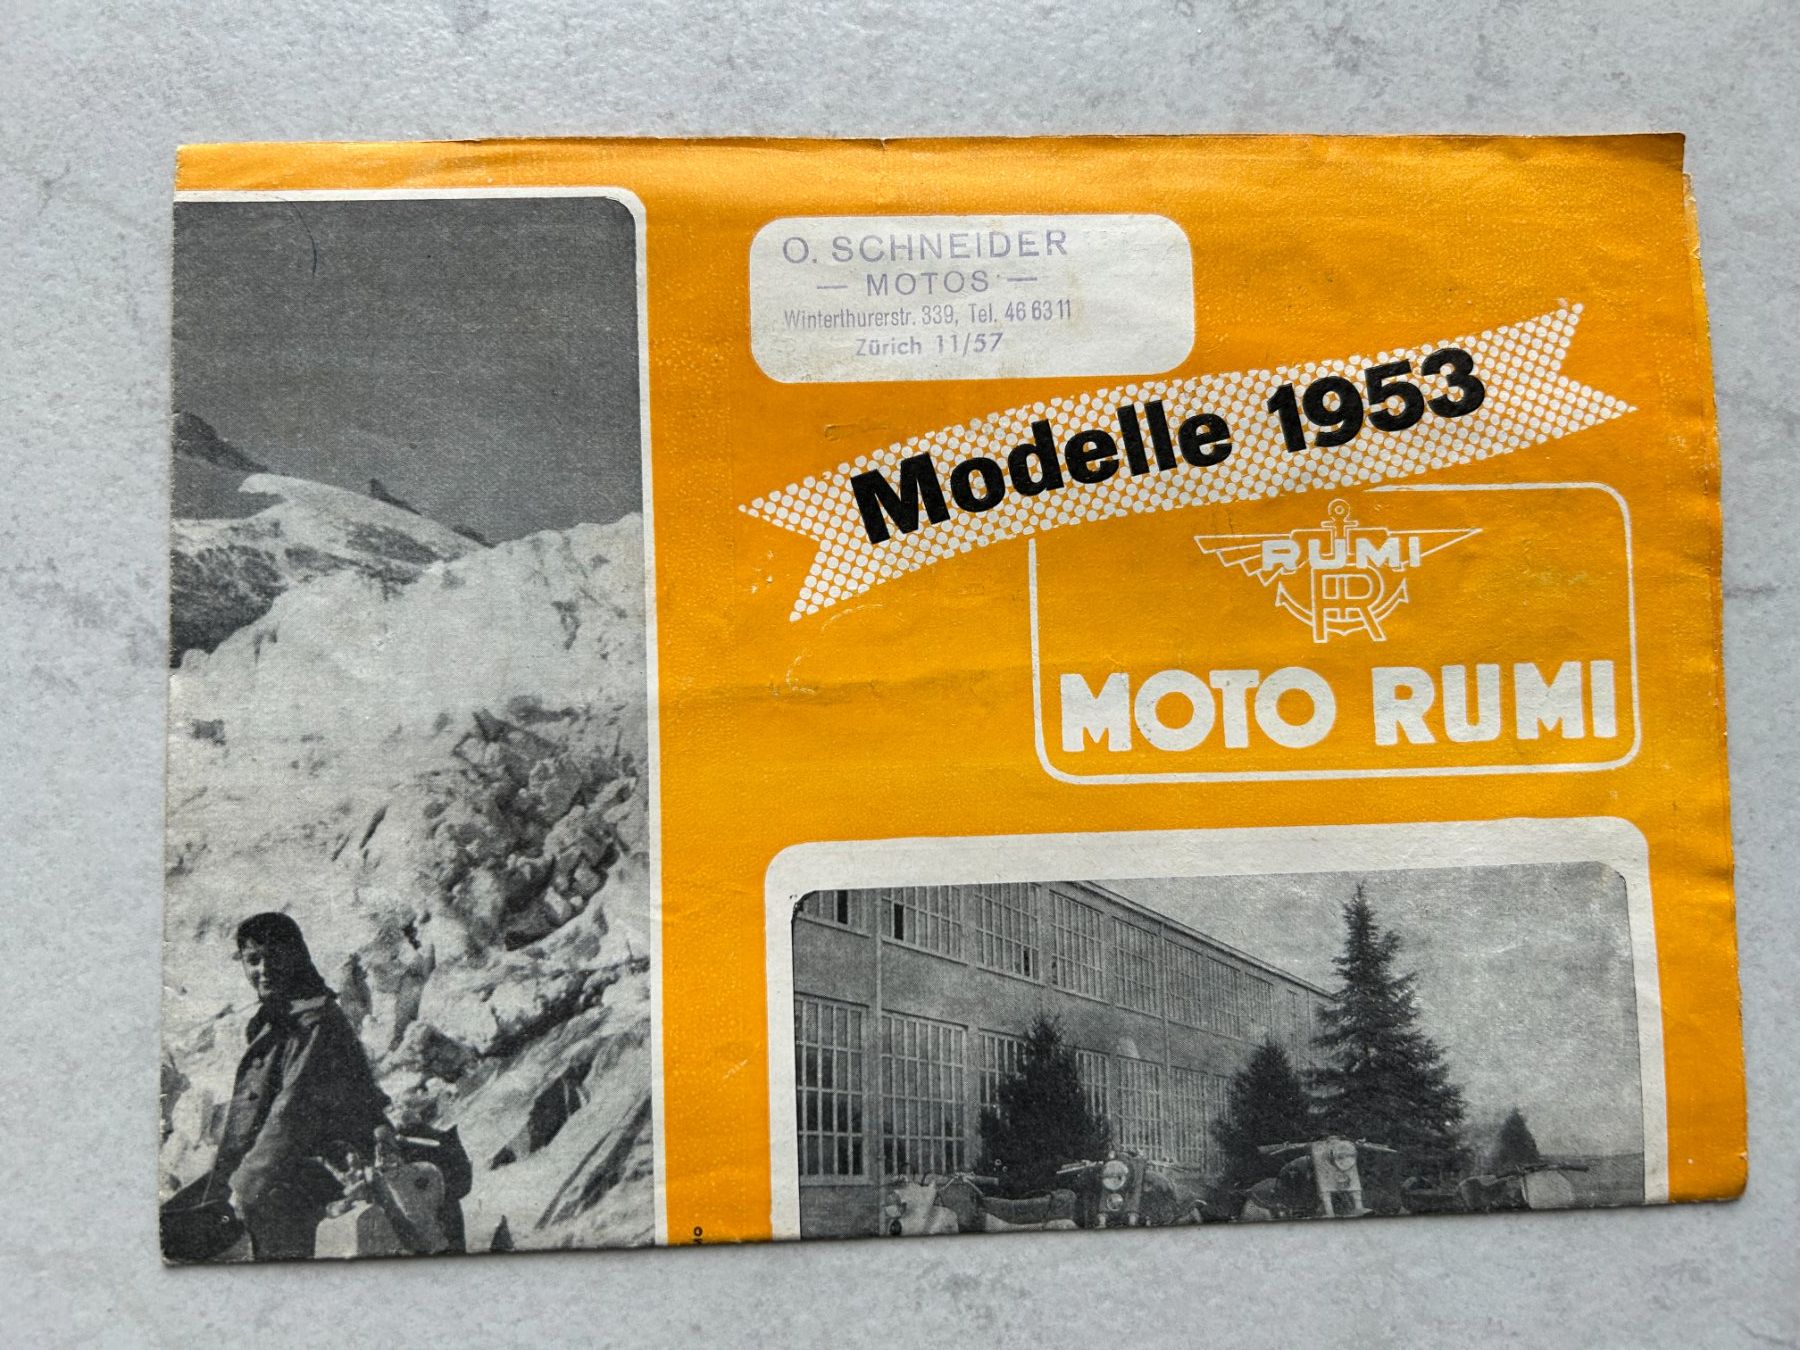 O. SCHNEIDER
— MOTOS —
Winterthurerstr. 339, Tel. 46 63 11
Zürich 11/57
Modelle 1953
RUMI
R
MOTO RUMI